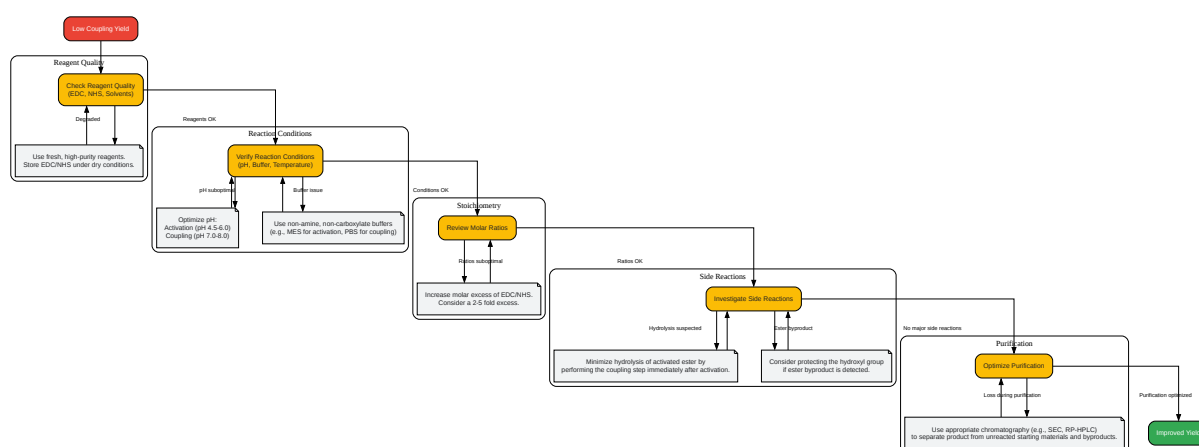 Low Coupling Yield
Reagent Quality
Check Reagent Quality
(EDC, NHS, Solvents)
Degraded
Use fresh, high-purity reagents.
Store EDC/NHS under dry conditions.
Reagents OK
Reaction Conditions
Verify Reaction Conditions
(pH, Buffer, Temperature)
pH suboptimal
Buffer issue
Optimize pH:
Activation (pH 4.5-6.0)
Coupling (pH 7.0-8.0)
Use non-amine, non-carboxylate buffers
(e.g., MES for activation, PBS for coupling)
Conditions OK
Stoichiometry
Review Molar Ratios
Ratios suboptimal
Increase molar excess of EDC/NHS.
Consider a 2-5 fold excess.
Ratios OK
Side Reactions
Investigate Side Reactions
Hydrolysis suspected
Ester byproduct
Minimize hydrolysis of activated ester by
performing the coupling step immediately after activation.
Consider protecting the hydroxyl group
if ester byproduct is detected.
No major side reactions
Purification
Optimize Purification
Loss during purification
Use appropriate chromatography (e.g., SEC, RP-HPLC)
to separate product from unreacted starting materials and byproducts.
Purification optimized
Improved Yield